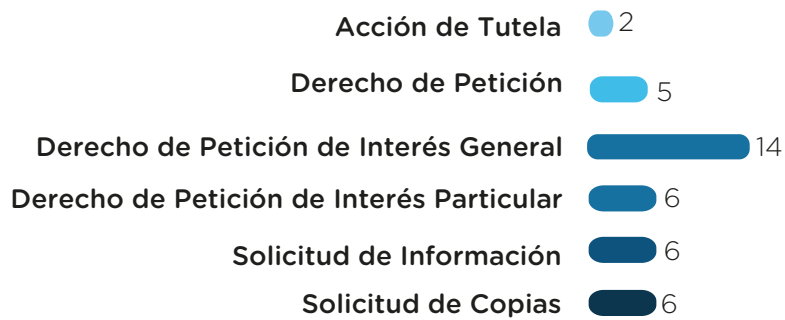 Acción de Tutela 2
Derecho de Petición 5
Derecho de Petición de Interés General 14
Derecho de Petición de Interés Particular 6
Solicitud de Información 6
Solicitud de Copias 6